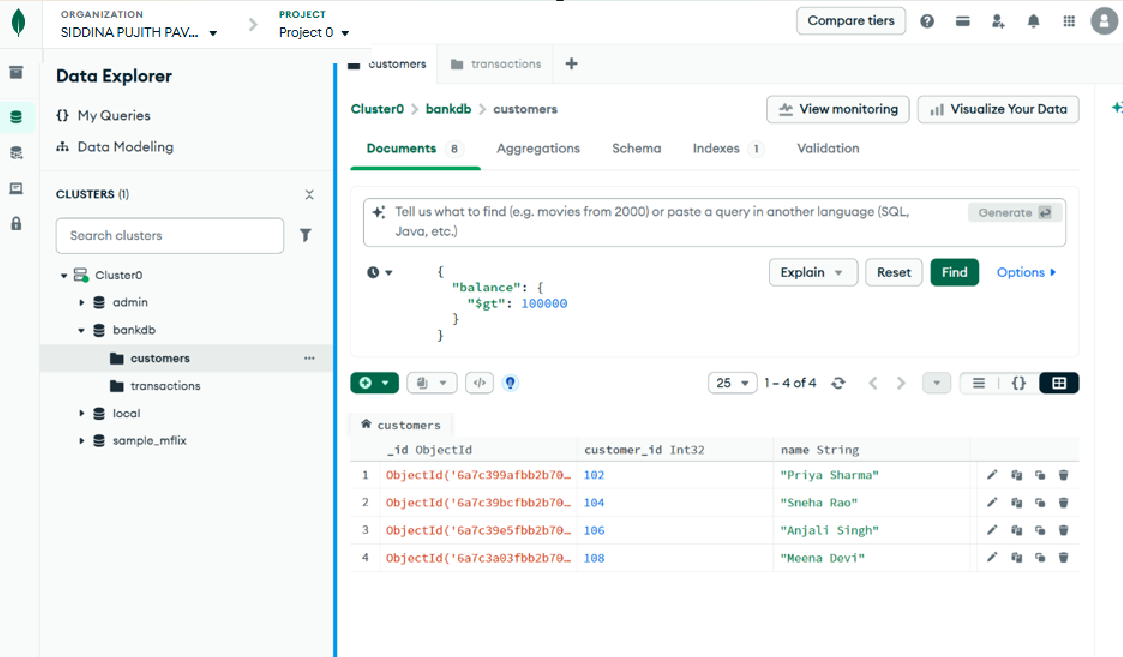 ORGANIZATION
SIDDINA PUJITH PAV...
PROJECT
Project 0
Compare tiers
Data Explorer
My Queries
Data Modeling
CLUSTERS (1)
Search clusters
Cluster0
admin
bankdb
customers
transactions
local
sample_mflix
customers
transactions
Cluster0 > bankdb > customers
View monitoring
Visualize Your Data
Documents 8
Aggregations
Schema
Indexes 1
Validation
Tell us what to find (e.g. movies from 2000) or paste a query in another language (SQL,
Java, etc.)
Generate
{
"balance": {
"$gt": 100000
}
}
Explain
Reset
Find
Options
25
1 – 4 of 4
customers
_id ObjectId customer_id Int32 name String
1 ObjectId('6a7c399afbb2b70… 102 "Priya Sharma"
2 ObjectId('6a7c39bcfbb2b70… 104 "Sneha Rao"
3 ObjectId('6a7c39e5fbb2b70… 106 "Anjali Singh"
4 ObjectId('6a7c3a03fbb2b70… 108 "Meena Devi"